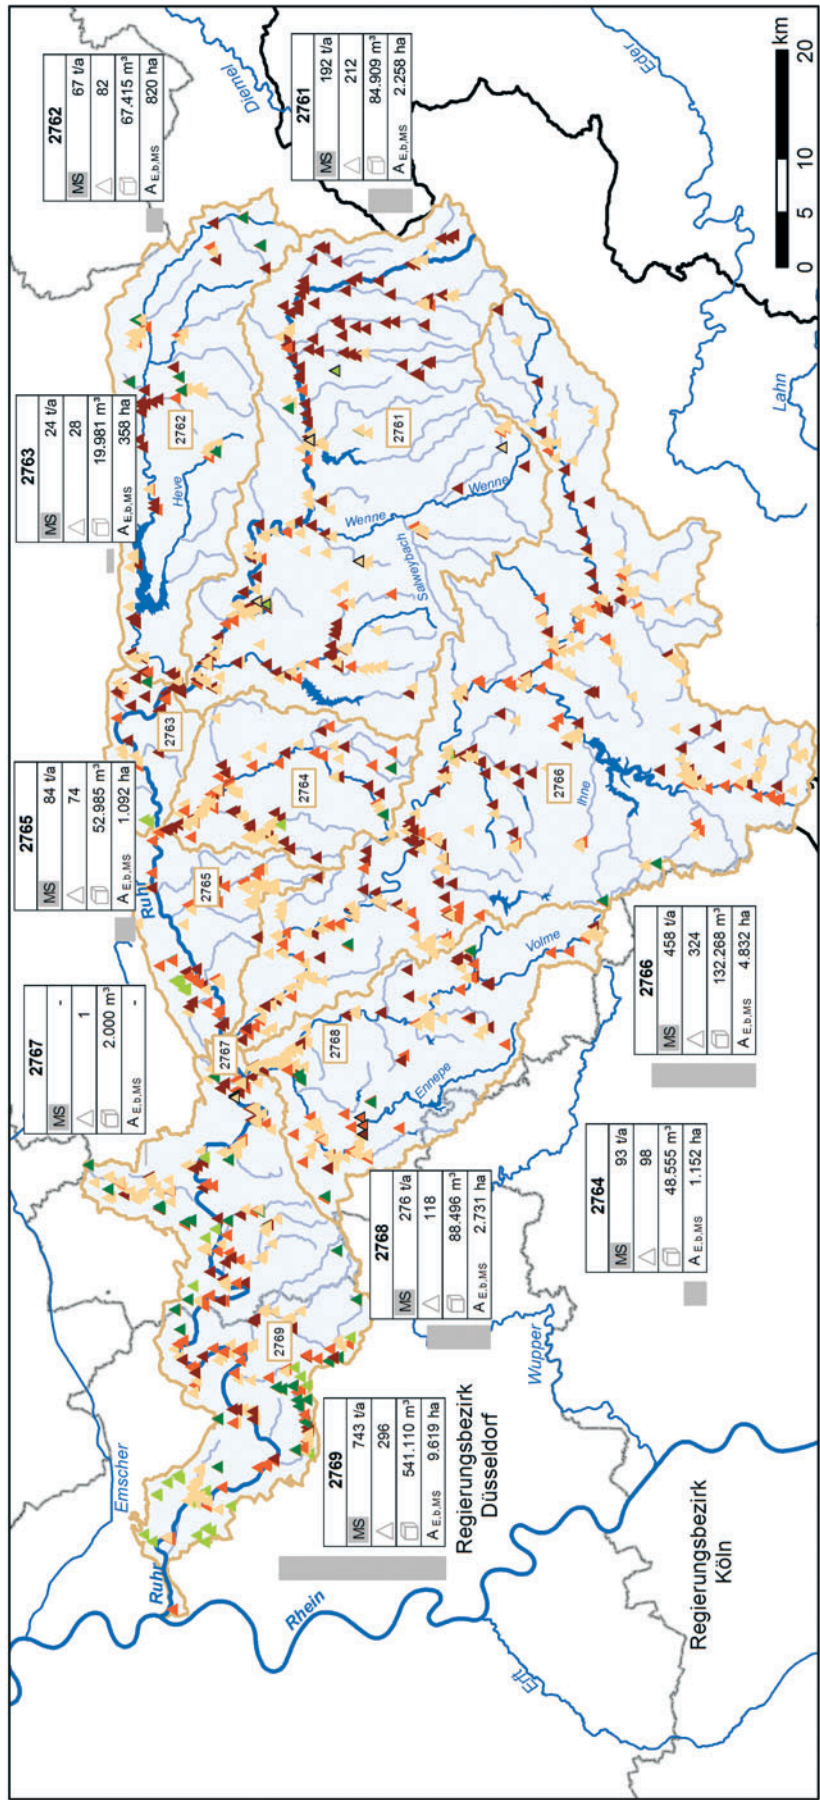 2762
MS 67 t/a
82
67.415 m³
A E,b,MS 820 ha
2763
MS 24 t/a
28
19.981 m³
A E,b,MS 358 ha
2765
MS 84 t/a
74
52.985 m³
A E,b,MS 1.092 ha
2767
MS -
1
2.000 m³
A E,b,MS -
2761
MS 192 t/a
212
84.909 m³
A E,b,MS 2.258 ha
2766
MS 458 t/a
324
132.268 m³
A E,b,MS 4.832 ha
2764
MS 93 t/a
98
48.555 m³
A E,b,MS 1.152 ha
2768
MS 276 t/a
118
88.496 m³
A E,b,MS 2.731 ha
2769
MS 743 t/a
296
541.110 m³
A E,b,MS 9.619 ha
Emscher
Ruhr
Rhein
Erft
Wupper
Regierungsbezirk
Düsseldorf
Regierungsbezirk
Köln
2769
2768
2767
2765
2764
2763
2762
2761
2766
Ruhr
Heve
Wenne
Wenne
Salweybach
Ihne
Volme
Ennepe
Diemel
Eder
Lahn
0 5 10 20
km